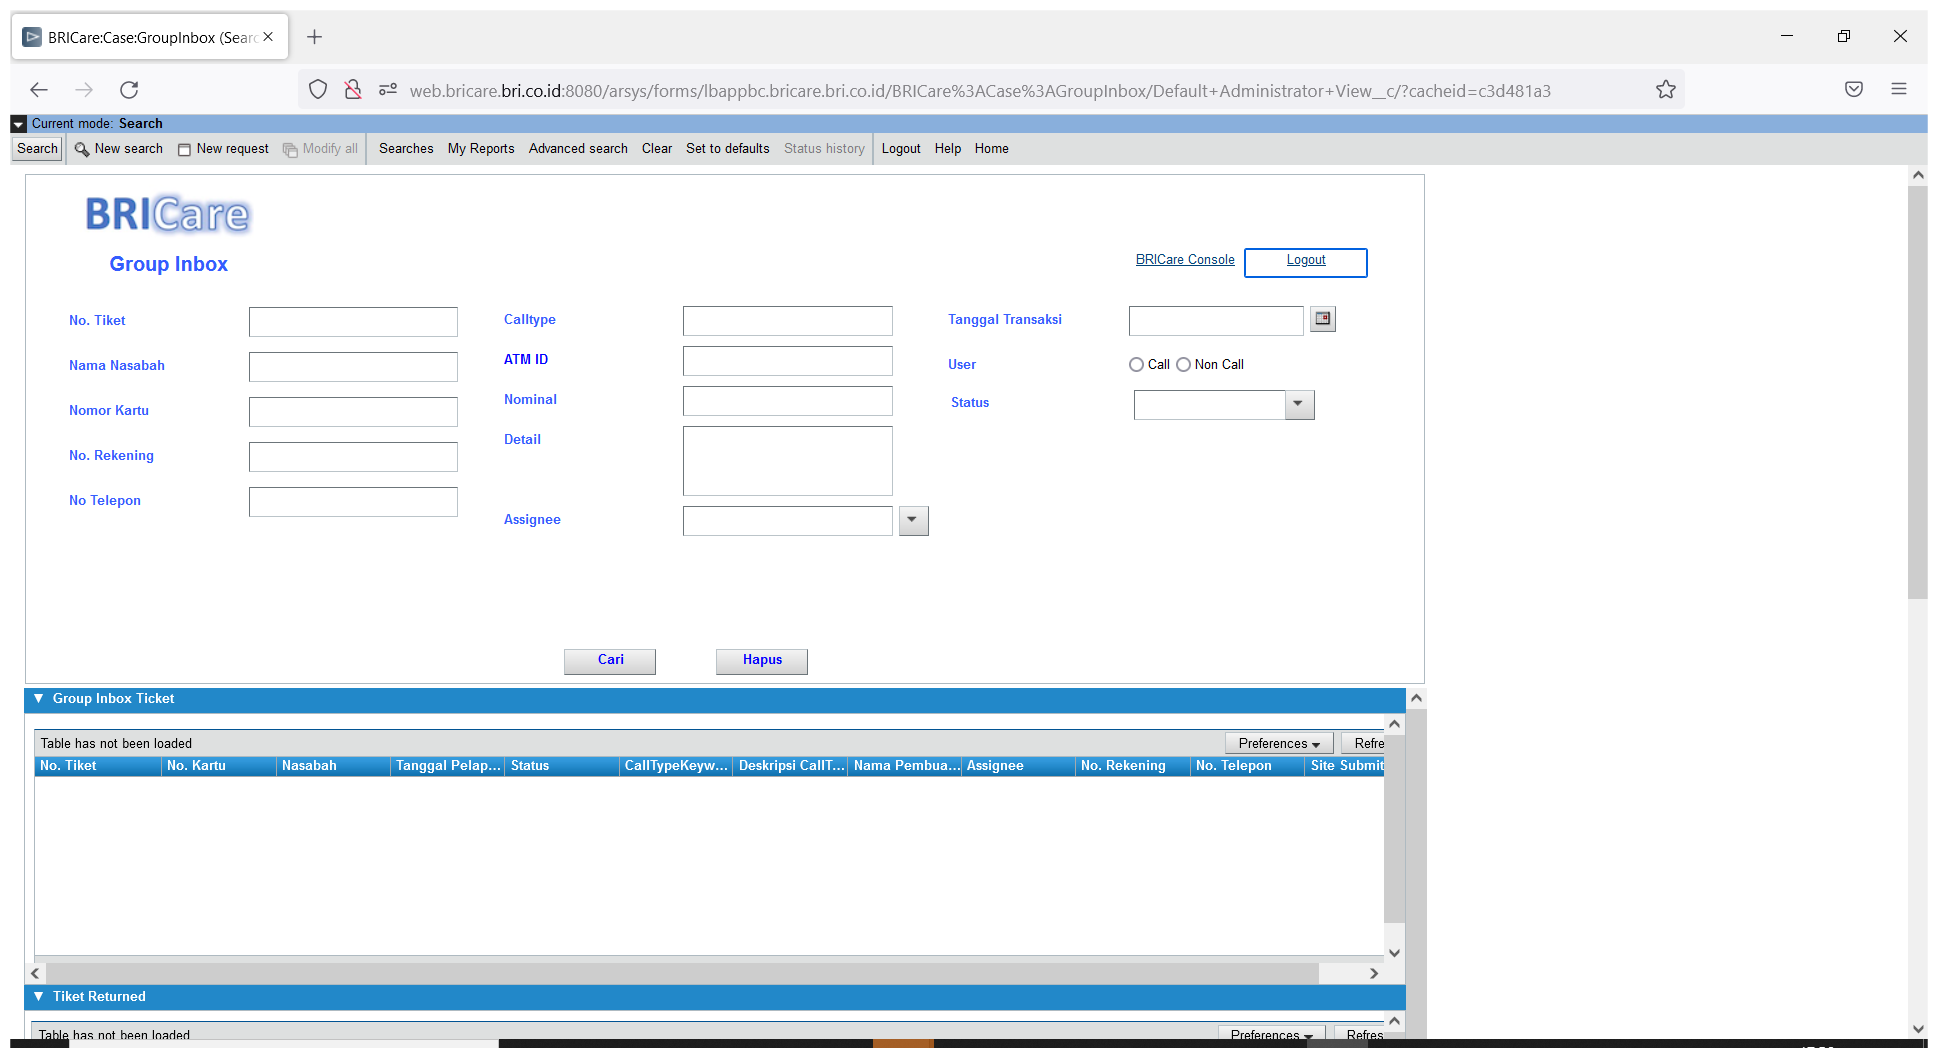 BRICare:Case:GroupInbox (Sear
web.bricare.bri.co.id:8080/arsys/forms/lbappbc.bricare.bri.co.id/BRICare%3ACase%3AGroupInbox/Default+Administrator+View__c/?cacheid=c3d481a3
Current mode: Search
Search New search New request Modify all Searches My Reports Advanced search Clear Set to defaults Status history Logout Help Home
BRICare
Group Inbox
BRICare Console Logout
No. Tiket Calltype Tanggal Transaksi
ATM ID
Nama Nasabah User Call Non Call
Nominal Status
Nomor Kartu
Detail
No. Rekening
No Telepon
Assignee
Cari Hapus
Group Inbox Ticket
Table has not been loaded Preferences Refre
No. Tiket No. Kartu Nasabah Tanggal Pelap... Status CallTypeKeyw... Deskripsi CallT... Nama Pembua... Assignee No. Rekening No. Telepon Site Submit
Tiket Returned
Table has not been loaded Preferences Refres